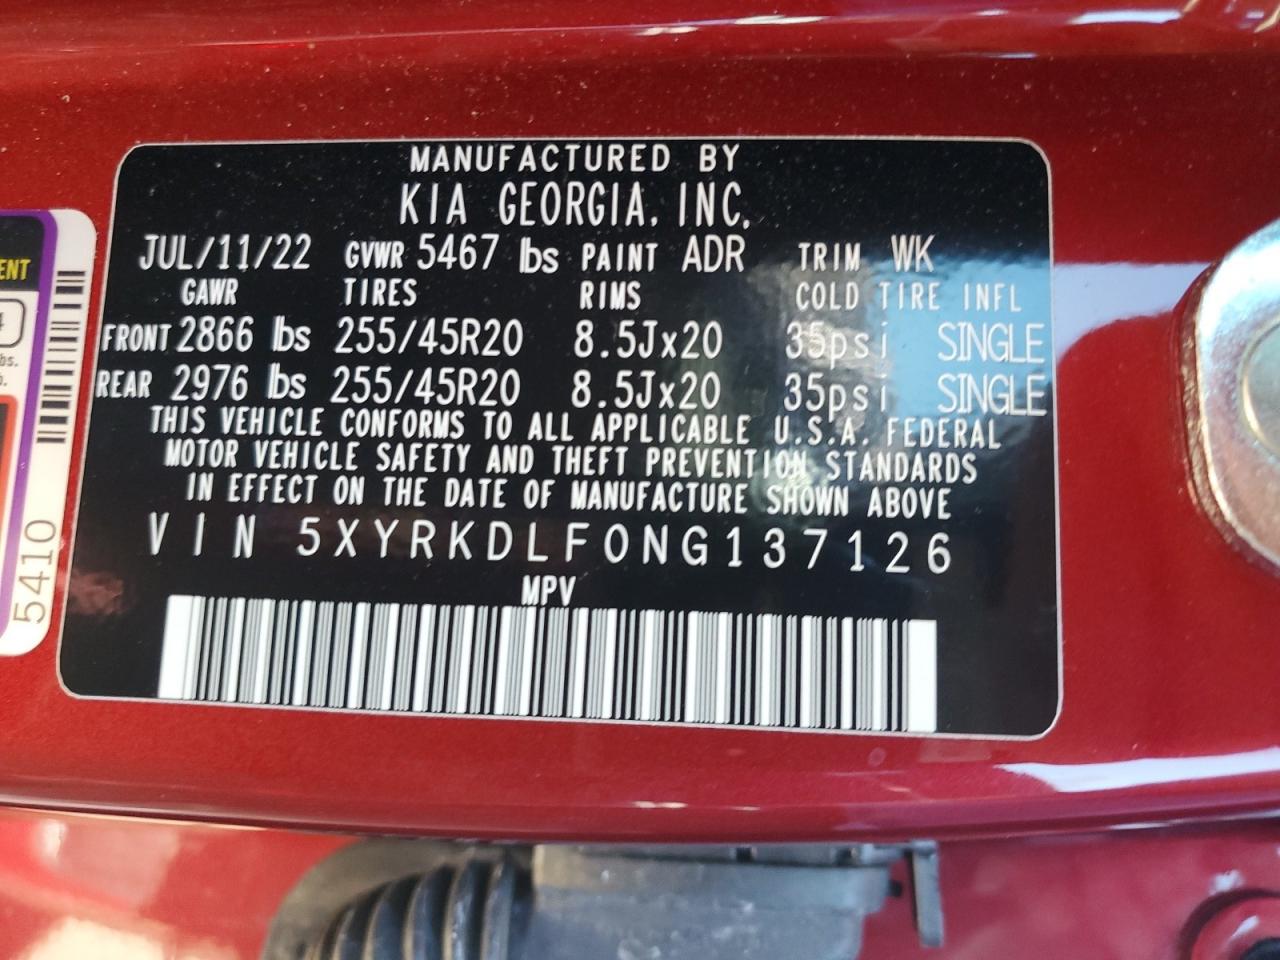 MANUFACTURED BY
KIA GEORGIA, INC.
JUL/11/22 GVWR 5467 lbs PAINT ADR TRIM WK
GAWR TIRES RIMS COLD TIRE INFL
FRONT 2866 lbs 255/45R20 8.5Jx20 35psi SINGLE
REAR 2976 lbs 255/45R20 8.5Jx20 35psi SINGLE
THIS VEHICLE CONFORMS TO ALL APPLICABLE U.S.A. FEDERAL
MOTOR VEHICLE SAFETY AND THEFT PREVENTION STANDARDS
IN EFFECT ON THE DATE OF MANUFACTURE SHOWN ABOVE
VIN 5XYRKDLF0NG137126
MPV
5410